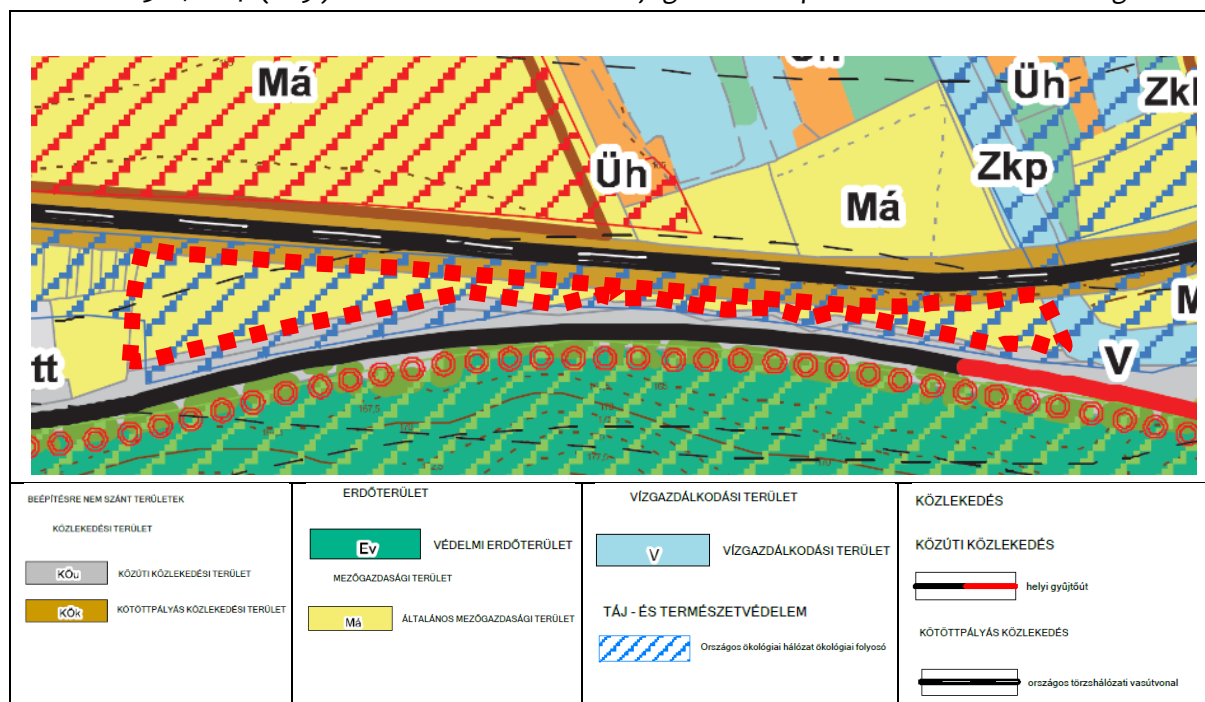 Má
Üh
Zkp
Üh
Má
V
tt
BEÉPÍTÉSRE NEM SZÁNT TERÜLETEK
KÖZLEKEDÉSI TERÜLET
KÖu KÖZÚTI KÖZLEKEDÉSI TERÜLET
KÖk KÖTÖTTPÁLYÁS KÖZLEKEDÉSI TERÜLET
ERDŐTERÜLET
Ev VÉDELMI ERDŐTERÜLET
MEZŐGAZDASÁGI TERÜLET
Má ÁLTALÁNOS MEZŐGAZDASÁGI TERÜLET
VÍZGAZDÁLKODÁSI TERÜLET
V VÍZGAZDÁLKODÁSI TERÜLET
TÁJ - ÉS TERMÉSZETVÉDELEM
Országos ökológiai hálózat ökológiai folyosó
KÖZLEKEDÉS
KÖZÚTI KÖZLEKEDÉS
helyi gyűjtőút
KÖTÖTTPÁLYÁS KÖZLEKEDÉS
országos törzshálózati vasútvonal